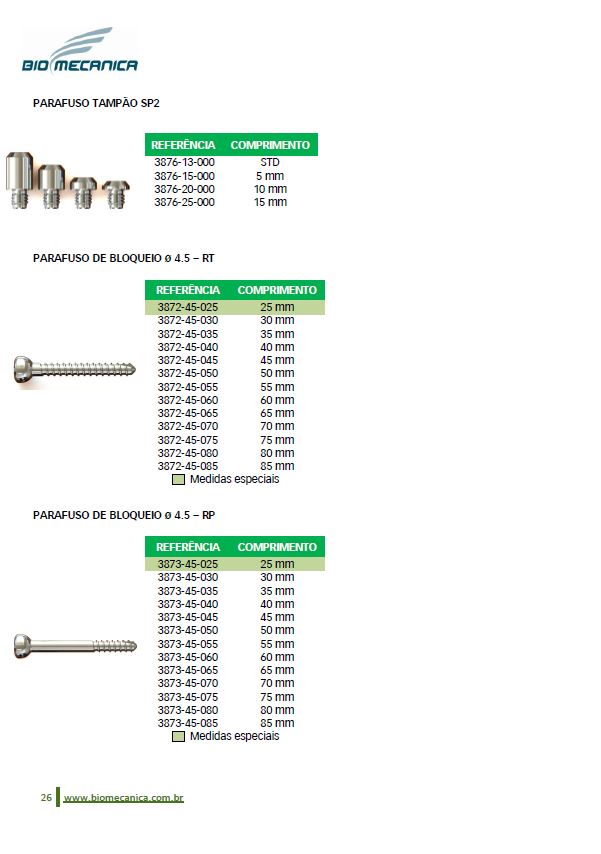 BIOMECANICA
PARAFUSO TAMPÃO SP2
REFERÊNCIA COMPRIMENTO
3876-13-000 STD
3876-15-000 5 mm
3876-20-000 10 mm
3876-25-000 15 mm
PARAFUSO DE BLOQUEIO ø 4.5 – RT
REFERÊNCIA COMPRIMENTO
3872-45-025 25 mm
3872-45-030 30 mm
3872-45-035 35 mm
3872-45-040 40 mm
3872-45-045 45 mm
3872-45-050 50 mm
3872-45-055 55 mm
3872-45-060 60 mm
3872-45-065 65 mm
3872-45-070 70 mm
3872-45-075 75 mm
3872-45-080 80 mm
3872-45-085 85 mm
Medidas especiais
PARAFUSO DE BLOQUEIO ø 4.5 – RP
REFERÊNCIA COMPRIMENTO
3873-45-025 25 mm
3873-45-030 30 mm
3873-45-035 35 mm
3873-45-040 40 mm
3873-45-045 45 mm
3873-45-050 50 mm
3873-45-055 55 mm
3873-45-060 60 mm
3873-45-065 65 mm
3873-45-070 70 mm
3873-45-075 75 mm
3873-45-080 80 mm
3873-45-085 85 mm
Medidas especiais
26 www.biomecanica.com.br